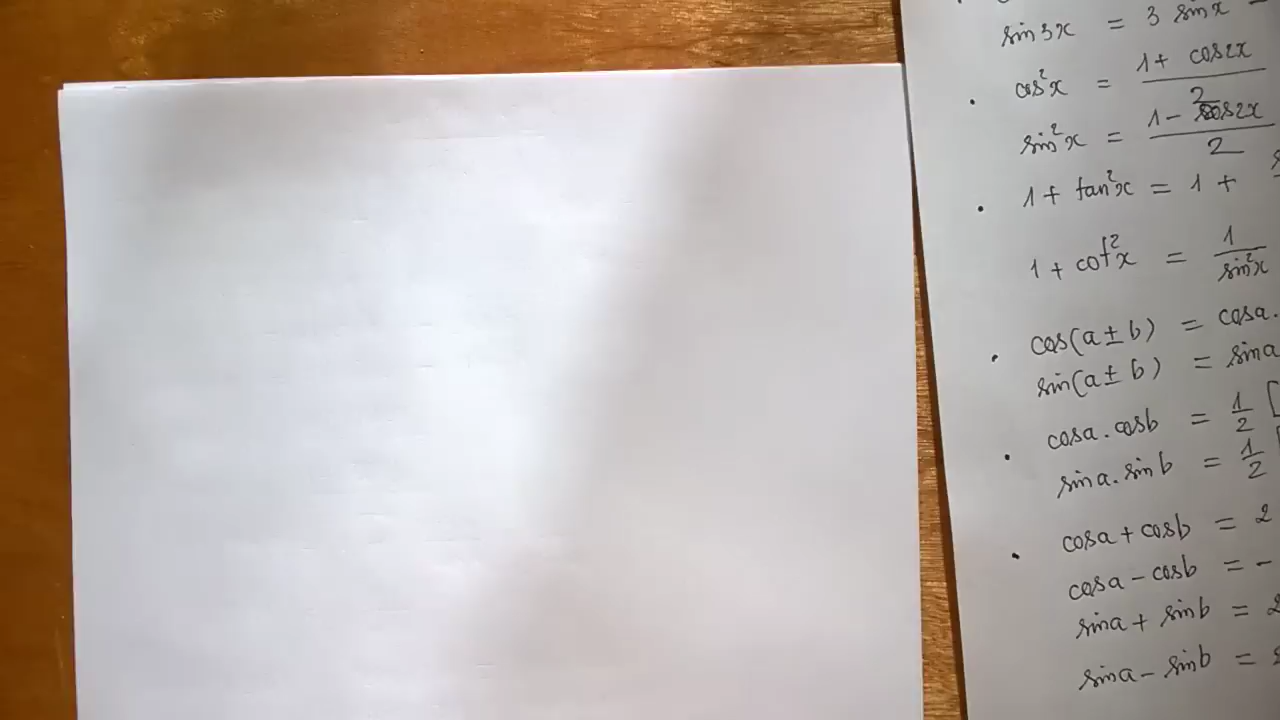 sin3x = 3 sinx -
cos²x = 1 + cos2x / 2
sin²x = 1 - cos2x / 2
1 + tan²x = 1 +
1 + cot²x = 1 / sin²x
cos(a ± b) = cosa.
sin(a ± b) = sina
cosa.cosb = 1/2 [
sina.sinb = 1/2 [
cosa + cosb = 2
cosa - cosb = -
sina + sinb = 2
sina - sinb =